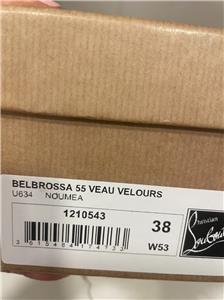 BELBROSSA 55 VEAU VELOURS
U634 NOUMEA
1210543
38
W53
Christian
Louboutin